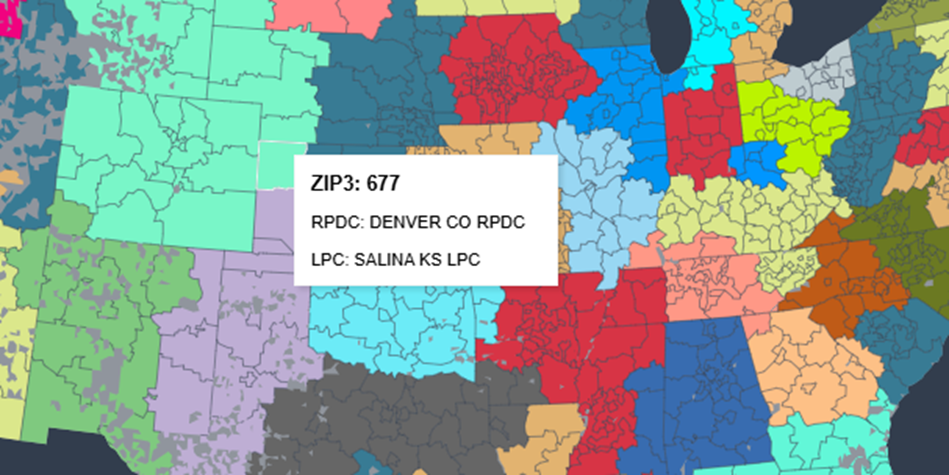 ZIP3: 677
RPDC: DENVER CO RPDC
LPC: SALINA KS LPC